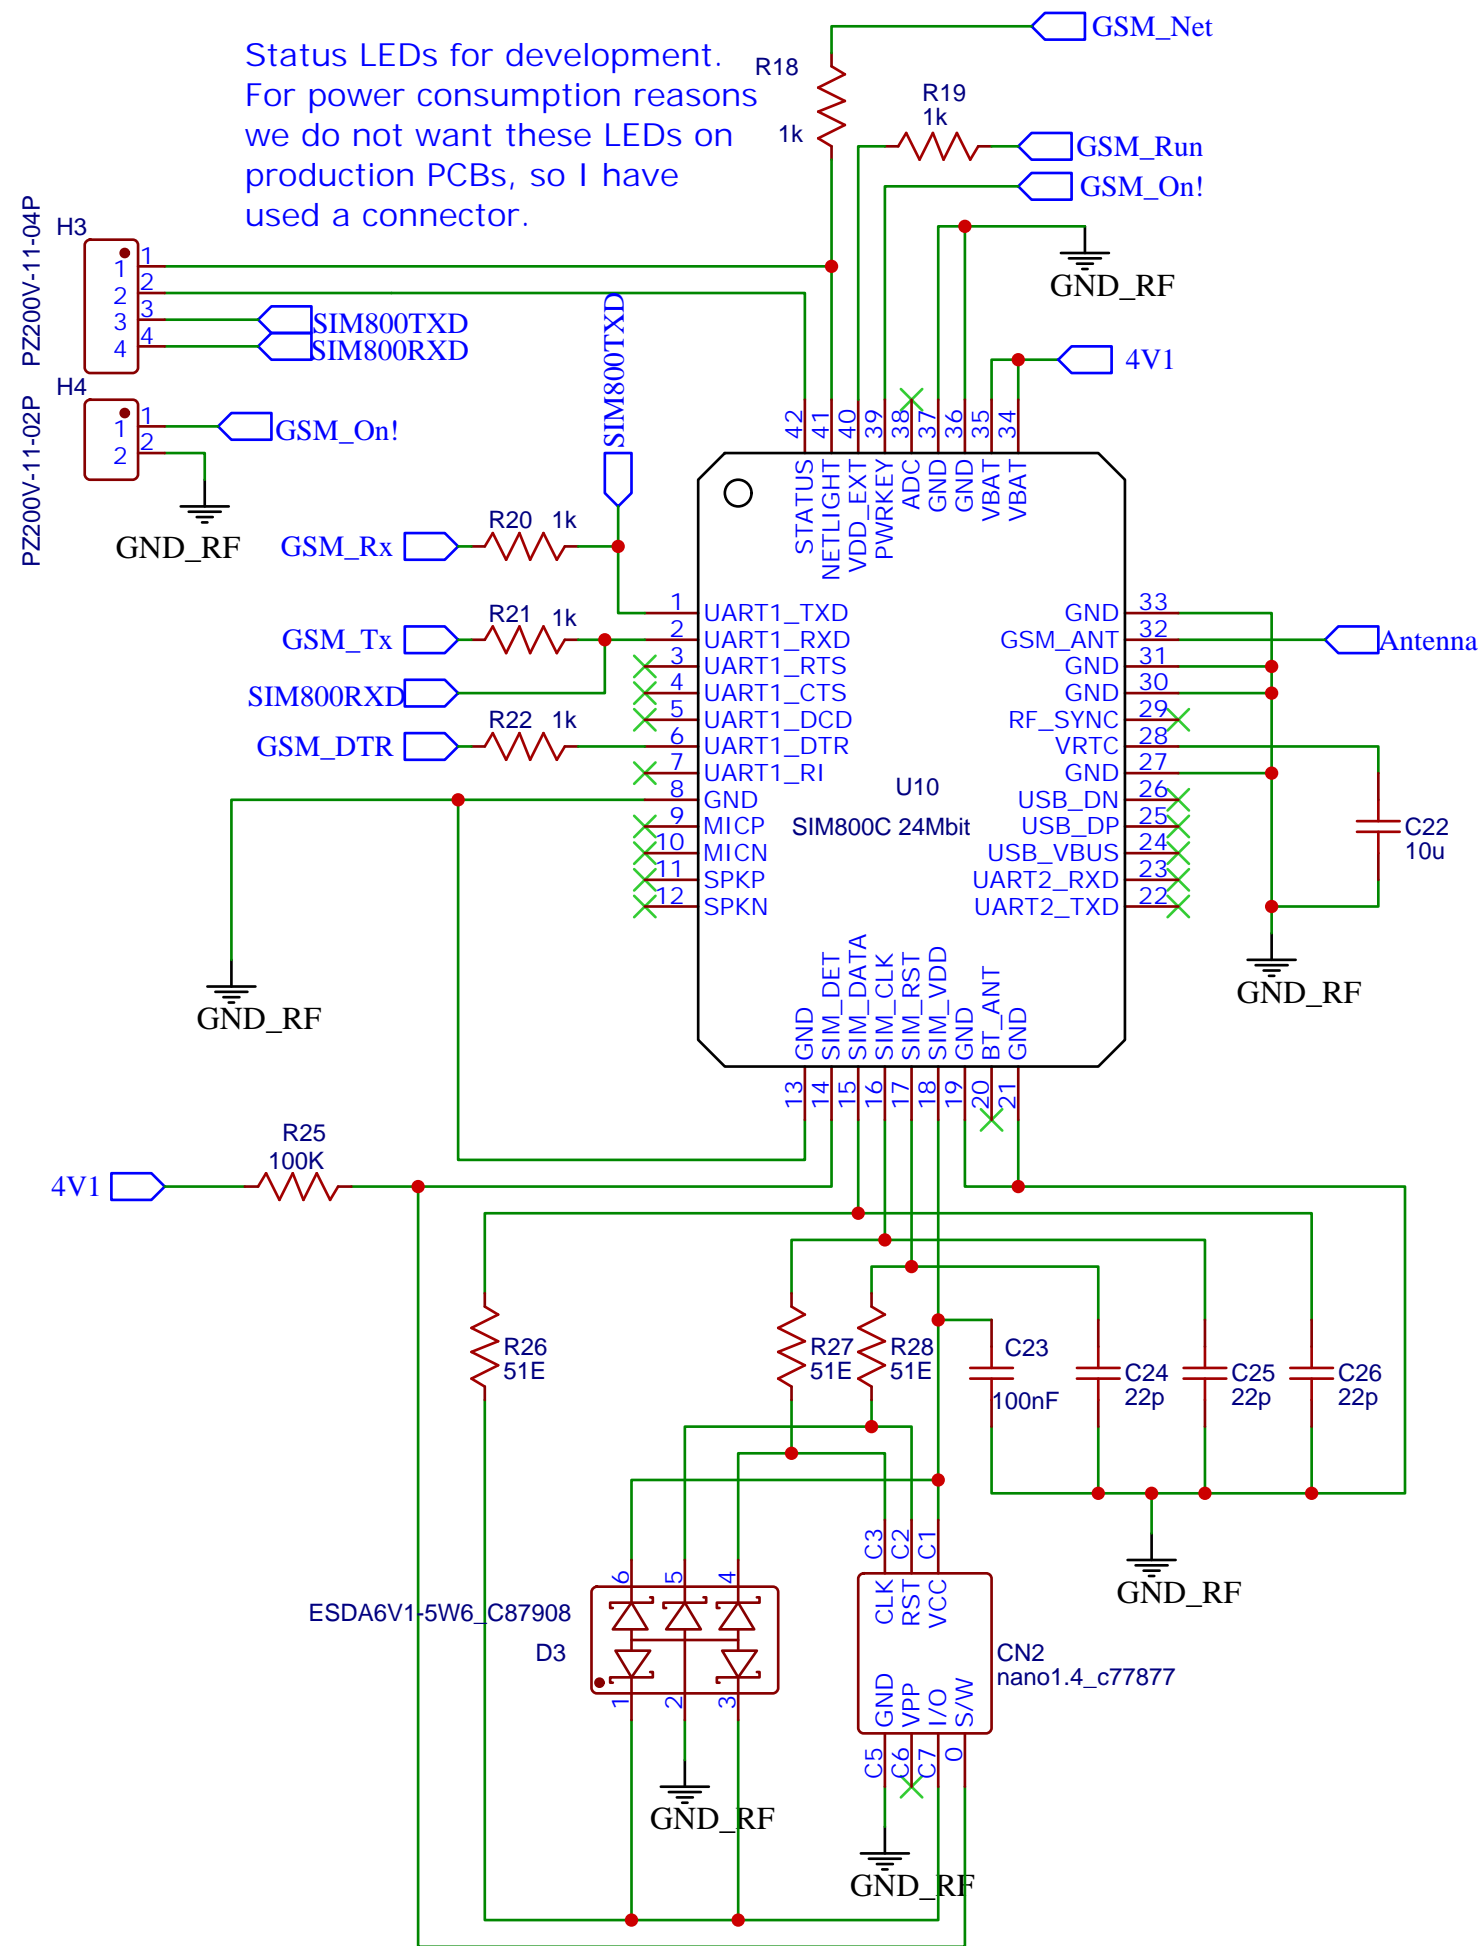 GSM_Net
Status LEDs for development.
For power consumption reasons
we do not want these LEDs on
production PCBs, so I have
used a connector.
R18
1k
R19
1k
GSM_Run
GSM_On!
GND_RF
4V1
H3
PZ200V-11-04P
1 1
2 2
3 3
4 4
SIM800TXD
SIM800RXD
H4
PZ200V-11-02P
1 1
2 2
GSM_On!
GND_RF
SIM800TXD
GSM_Rx
R20 1k
GSM_Tx
R21 1k
SIM800RXD
GSM_DTR
R22 1k
GND_RF
42 STATUS
41 NETLIGHT
40 VDD_EXT
39 PWRKEY
38 ADC
37 GND
36 GND
35 VBAT
34 VBAT
1 UART1_TXD
2 UART1_RXD
3 UART1_RTS
4 UART1_CTS
5 UART1_DCD
6 UART1_DTR
7 UART1_RI
8 GND
9 MICP
10 MICN
11 SPKP
12 SPKN
U10
SIM800C 24Mbit
GND 33
GSM_ANT 32
GND 31
GND 30
RF_SYNC 29
VRTC 28
GND 27
USB_DN 26
USB_DP 25
USB_VBUS 24
UART2_RXD 23
UART2_TXD 22
Antenna
C22
10u
GND_RF
GND 13
SIM_DET 14
SIM_DATA 15
SIM_CLK 16
SIM_RST 17
SIM_VDD 18
GND 19
BT_ANT 20
GND 21
4V1
R25
100K
R26
51E
R27
51E
R28
51E
C23
100nF
C24
22p
C25
22p
C26
22p
GND_RF
ESDA6V1-5W6_C87908
D3
6
5
4
1
2
3
GND_RF
C3 CLK
C2 RST
C1 VCC
CN2
nano1.4_c77877
GND C5
VPP C6
I/O C7
S/W 0
GND_RF